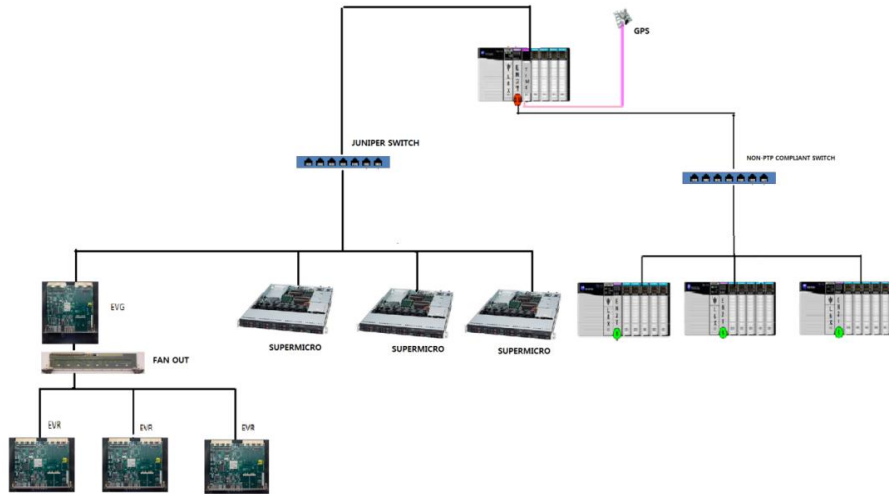 GPS
JUNIPER SWITCH
NON-PTP COMPLIANT SWITCH
EVG
SUPERMICRO
SUPERMICRO
SUPERMICRO
FAN OUT
EVR
EVR
EVR